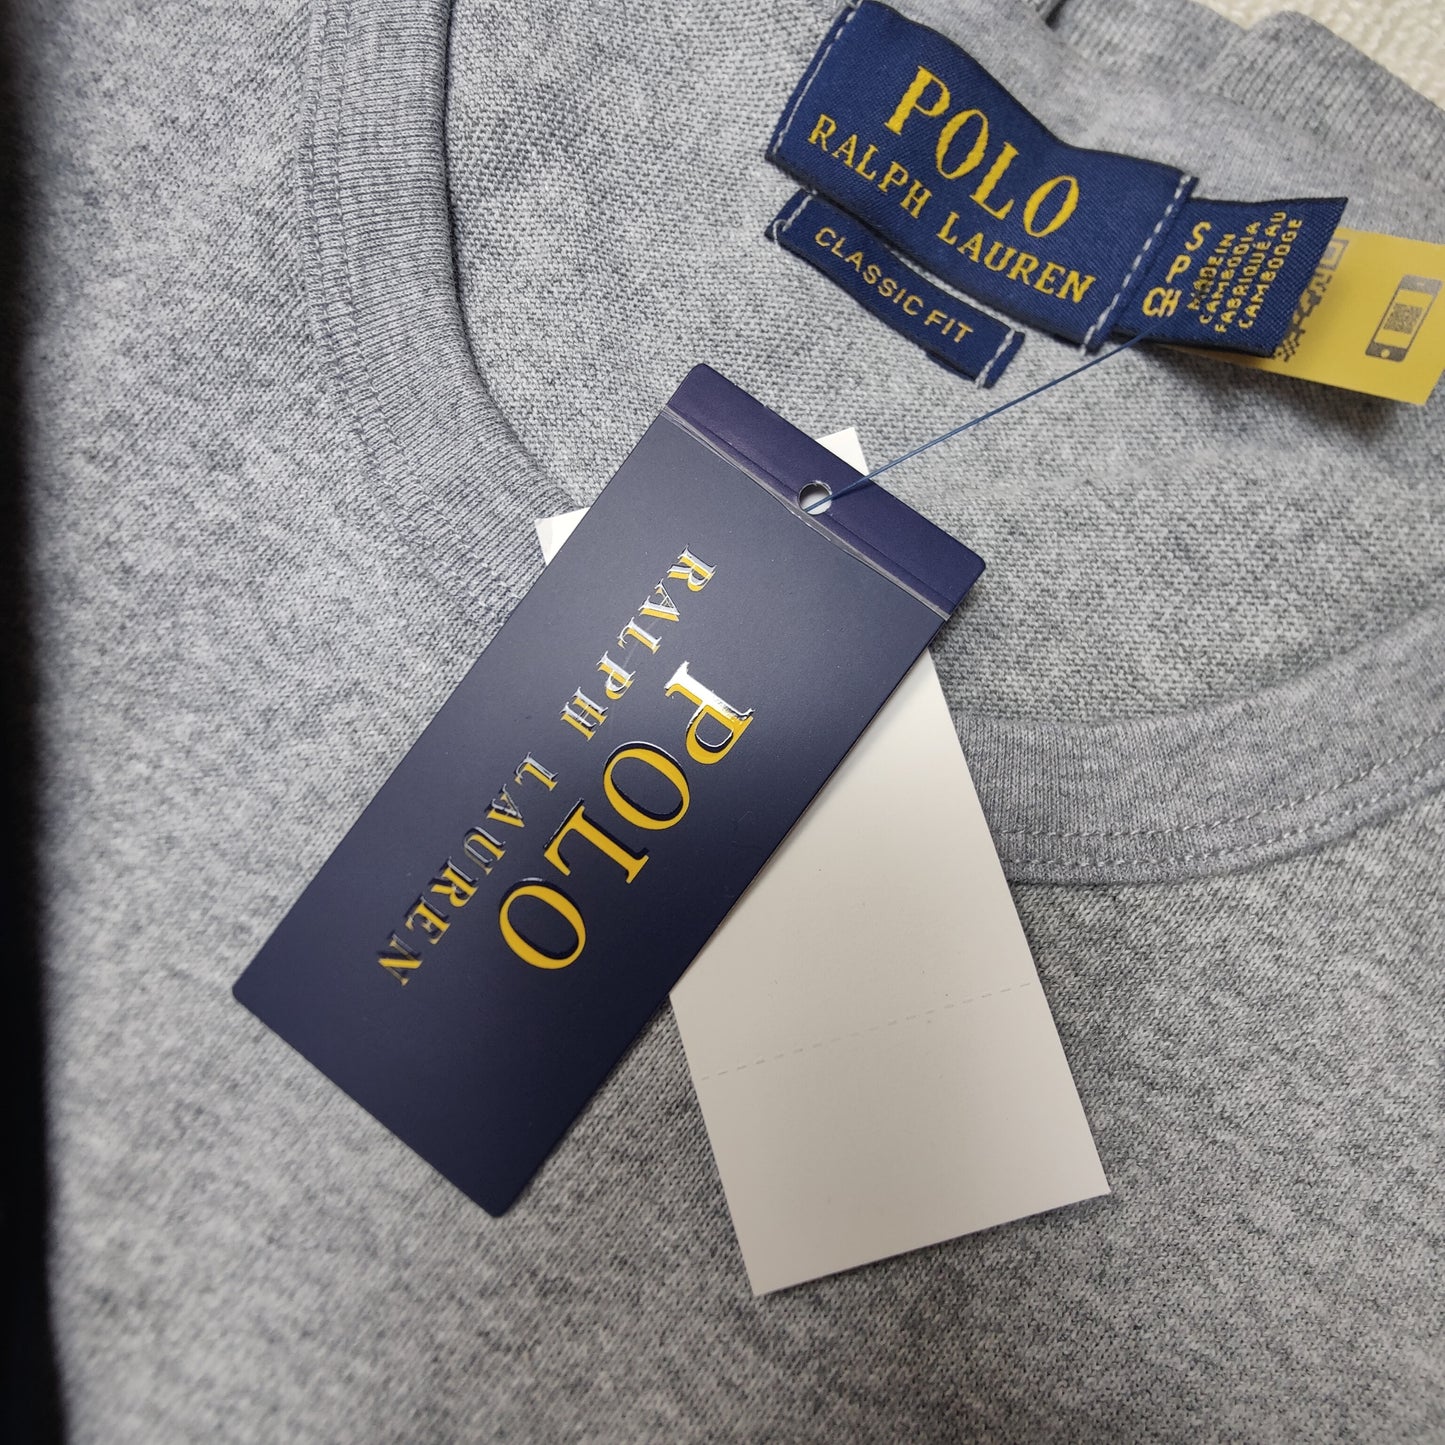 POLO
RALPH LAUREN
CLASSIC FIT
S
P
CH
MADE IN
CAMBODIA
FABRIQUÉ AU
CAMBODGE
POLO
RALPH LAUREN